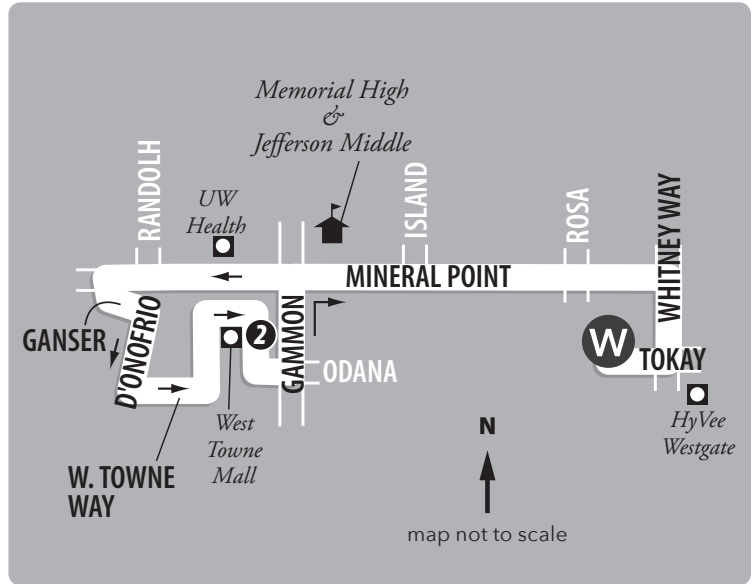 Memorial High
&
Jefferson Middle
RANDOLH
UW
Health
ISLAND
ROSA
WHITNEY WAY
MINERAL POINT
GANSER
D'ONOFRIO
2
GAMMON
ODANA
W
TOKAY
HyVee
Westgate
West
Towne
Mall
W. TOWNE
WAY
N
map not to scale